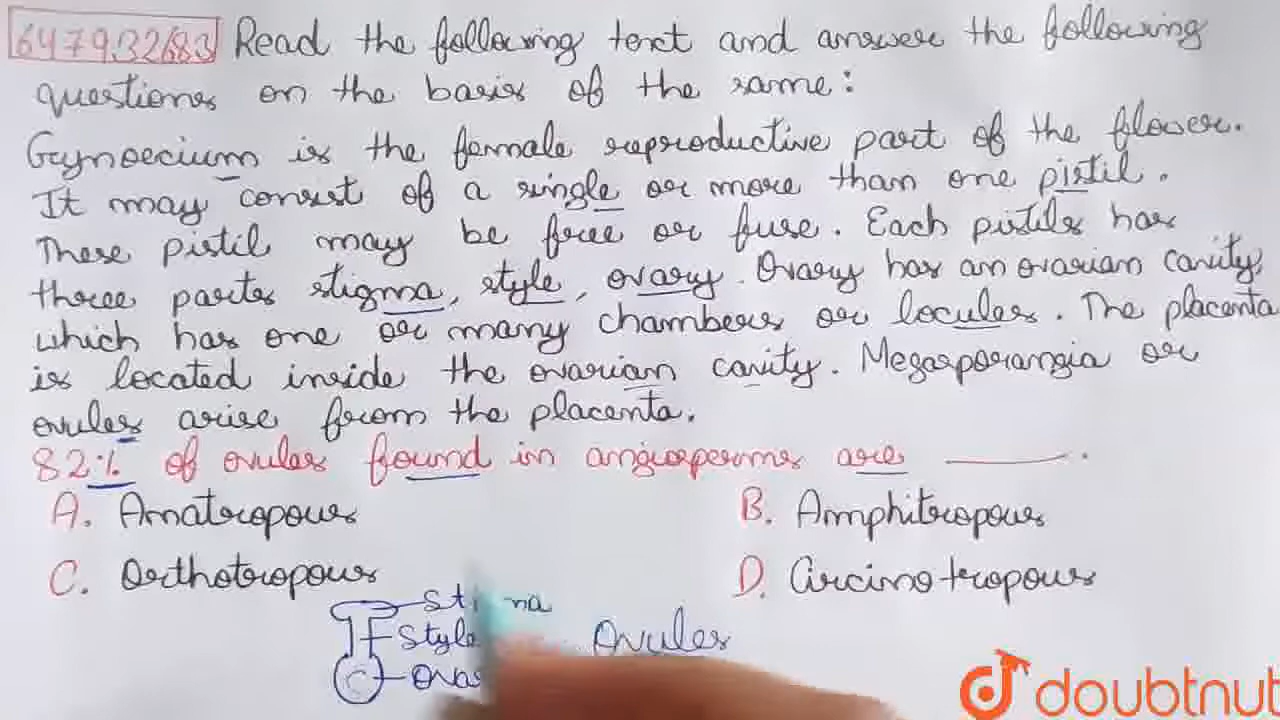 647932683 Read the following text and answer the following
questions on the basis of the same:
Gynoecium is the female reproductive part of the flower.
It may consist of a single or more than one pistil.
These pistil may be free or fuse. Each pistils has
three parts stigma, style, ovary. Ovary has an ovarian cavity,
which has one or many chambers or locules. The placenta
is located inside the ovarian cavity. Megasporangia or
ovules arise from the placenta.
82% of ovules found in angiosperms are ______.
A. Anatropous B. Amphitropous
C. Orthotropous D. Circinotropous
Style Ovules
doubtnut